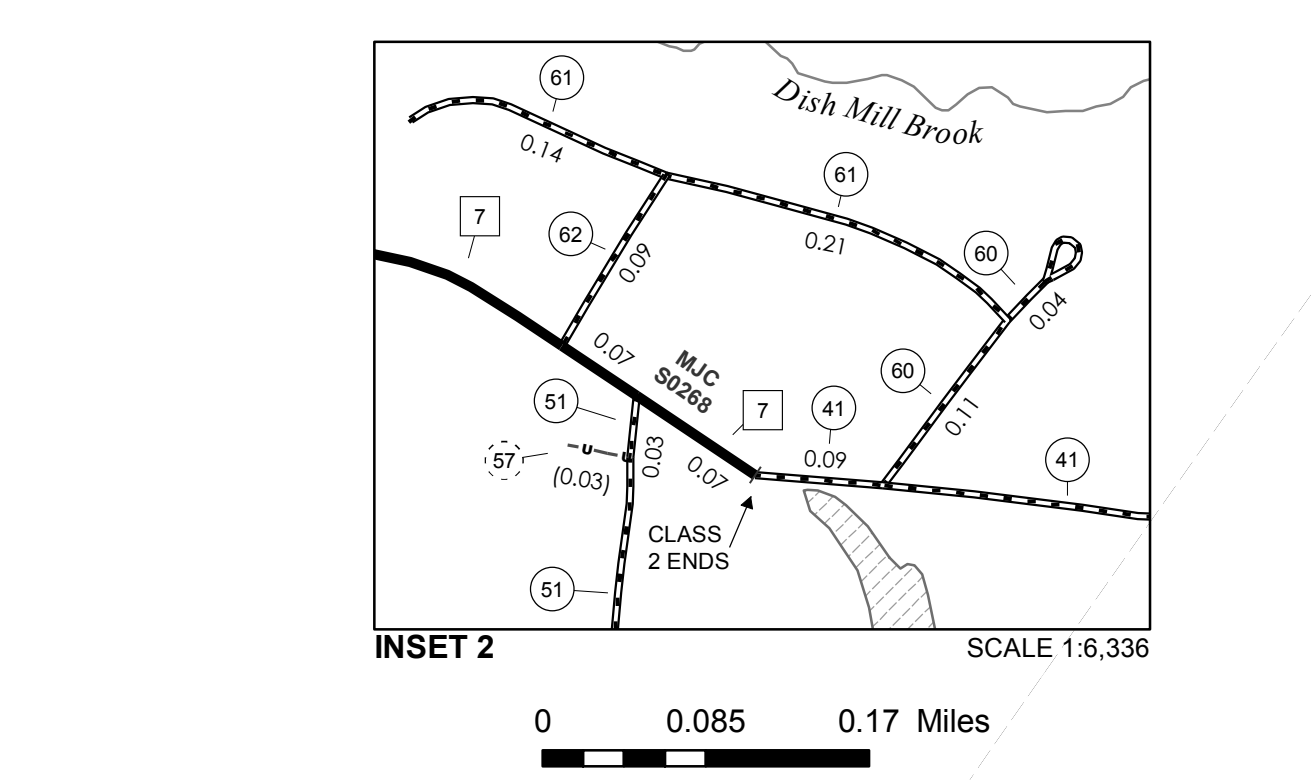 61
Dish Mill Brook
0.14
61
7
62
0.21
0.09
60
0.04
0.07
MJC
S0268
60
51
7
41
0.11
57
U
U
0.03
0.09
41
(0.03)
0.07
CLASS
2 ENDS
51
INSET 2
SCALE 1:6,336
0 0.085 0.17 Miles